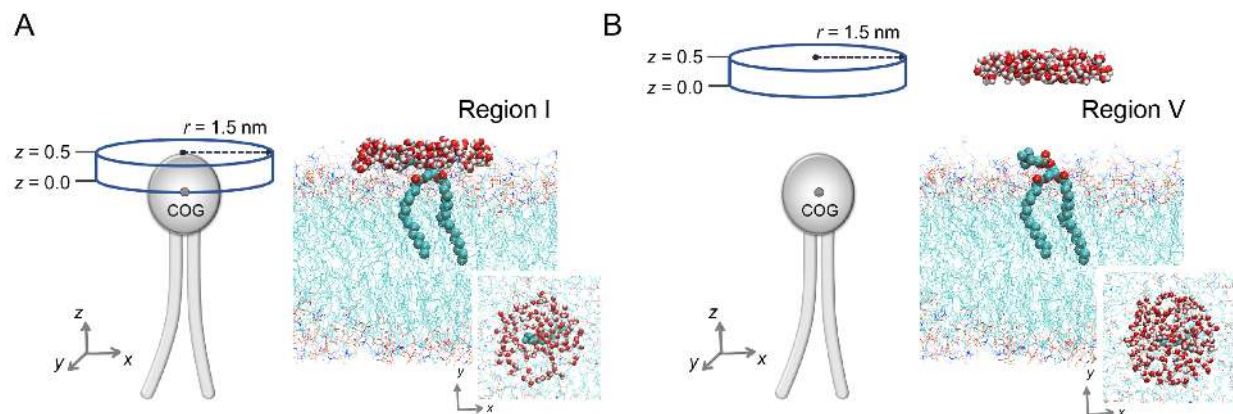 A
r = 1.5 nm
z = 0.5
z = 0.0
COG
z
y
x
Region I
y
x
B
r = 1.5 nm
z = 0.5
z = 0.0
COG
z
y
x
Region V
y
x